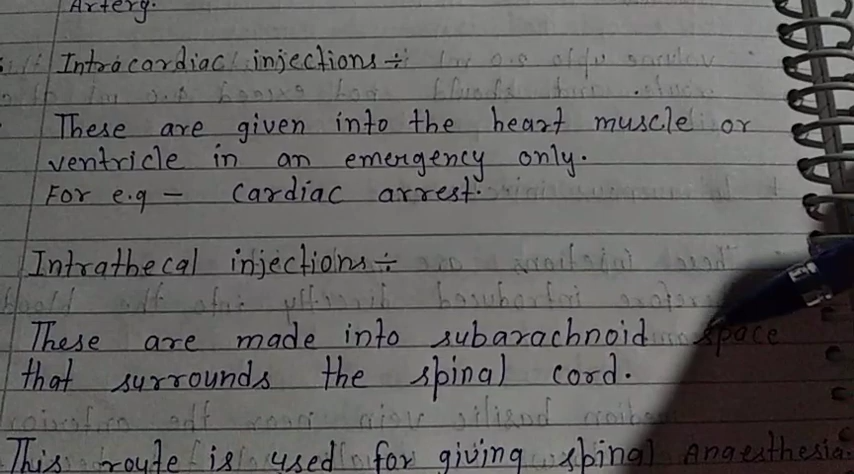 Artery.
Intracardiac injections ÷
These are given into the heart muscle or
ventricle in an emergency only.
For e.g – cardiac arrest.
Intrathecal injections ÷
These are made into subarachnoid space
that surrounds the spinal cord.
This route is used for giving spinal Anaesthesia.